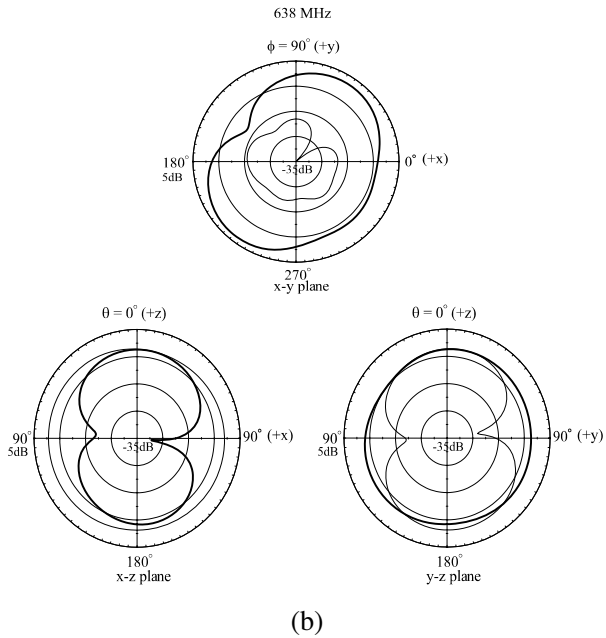 638 MHz
ϕ = 90° (+y)
180°
5dB
-35dB
0° (+x)
270°
x-y plane
θ = 0° (+z)
90°
5dB
-35dB
90° (+x)
180°
x-z plane
θ = 0° (+z)
90°
5dB
-35dB
90° (+y)
180°
y-z plane
(b)